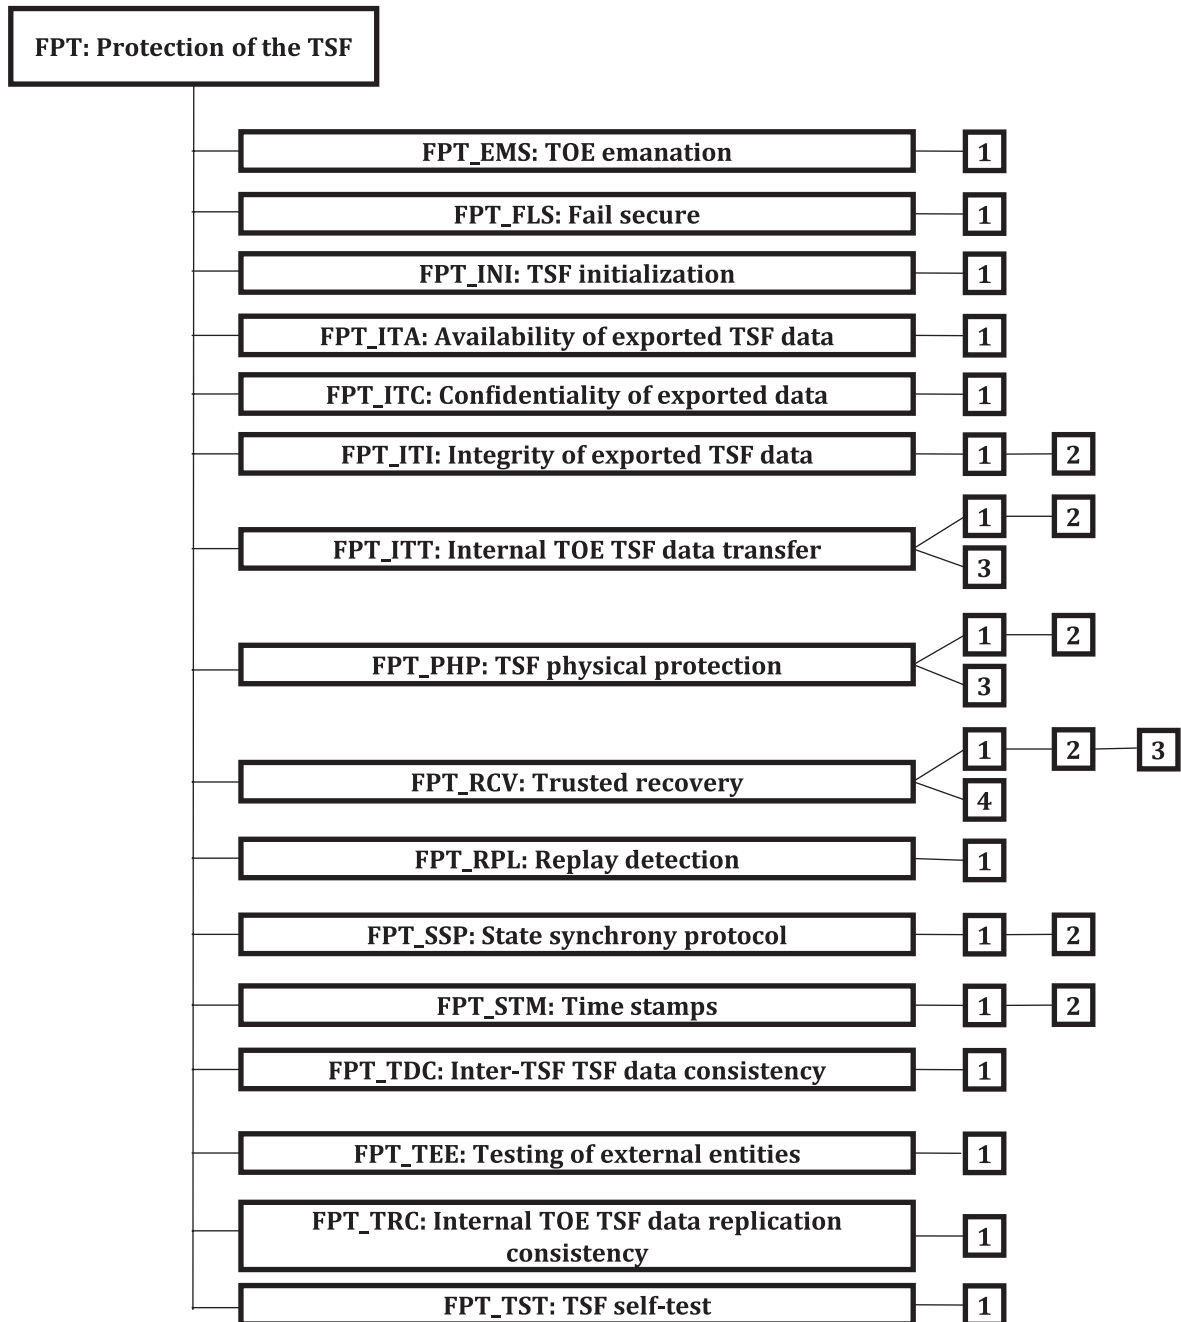 FPT: Protection of the TSF
FPT_EMS: TOE emanation 1
FPT_FLS: Fail secure 1
FPT_INI: TSF initialization 1
FPT_ITA: Availability of exported TSF data 1
FPT_ITC: Confidentiality of exported data 1
FPT_ITI: Integrity of exported TSF data 1 2
1 2
FPT_ITT: Internal TOE TSF data transfer
3
1 2
FPT_PHP: TSF physical protection
3
1 2 3
FPT_RCV: Trusted recovery
4
FPT_RPL: Replay detection 1
FPT_SSP: State synchrony protocol 1 2
FPT_STM: Time stamps 1 2
FPT_TDC: Inter-TSF TSF data consistency 1
FPT_TEE: Testing of external entities 1
FPT_TRC: Internal TOE TSF data replication
consistency 1
FPT_TST: TSF self-test 1